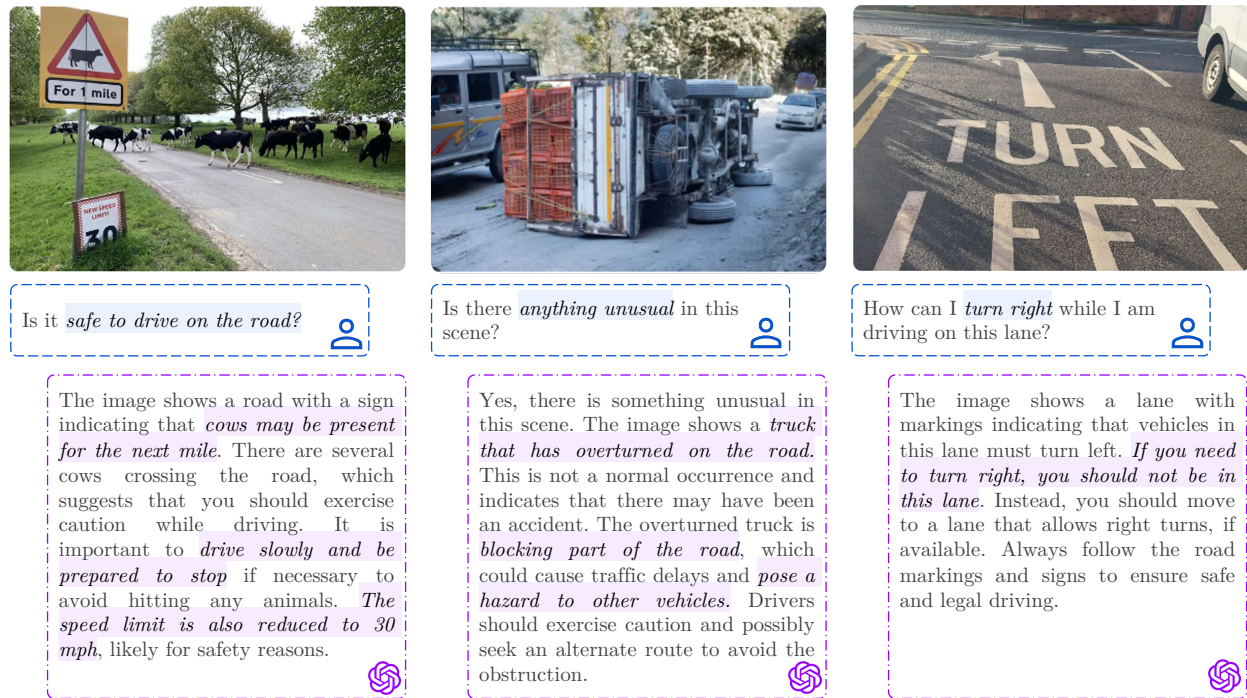 For 1 mile
NEW SPEED
LIMIT!
30
TURN
LEFT
Is it safe to drive on the road?
Is there anything unusual in this
scene?
How can I turn right while I am
driving on this lane?
The image shows a road with a sign
indicating that cows may be present
for the next mile. There are several
cows crossing the road, which
suggests that you should exercise
caution while driving. It is
important to drive slowly and be
prepared to stop if necessary to
avoid hitting any animals. The
speed limit is also reduced to 30
mph, likely for safety reasons.
Yes, there is something unusual in
this scene. The image shows a truck
that has overturned on the road.
This is not a normal occurrence and
indicates that there may have been
an accident. The overturned truck is
blocking part of the road, which
could cause traffic delays and pose a
hazard to other vehicles. Drivers
should exercise caution and possibly
seek an alternate route to avoid the
obstruction.
The image shows a lane with
markings indicating that vehicles in
this lane must turn left. If you need
to turn right, you should not be in
this lane. Instead, you should move
to a lane that allows right turns, if
available. Always follow the road
markings and signs to ensure safe
and legal driving.